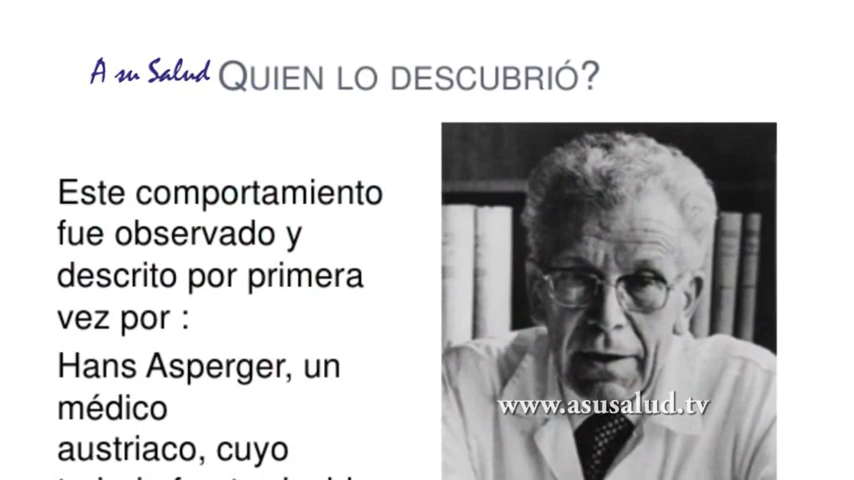 A su Salud QUIEN LO DESCUBRIÓ?
Este comportamiento
fue observado y
descrito por primera
vez por :
Hans Asperger, un
médico
austriaco, cuyo
www.asusalud.tv